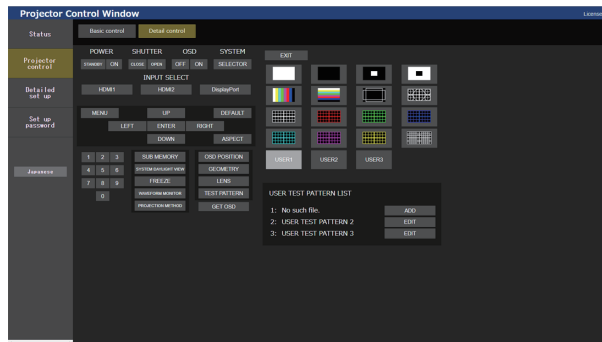 Projector Control Window
Licensed
Status
Projector
control
Detailed
set up
Set up
password
Japanese
Basic control
Detail control
POWER SHUTTER OSD SYSTEM
STANDBY ON CLOSE OPEN OFF ON SELECTOR
INPUT SELECT
HDMI1 HDMI2 DisplayPort
MENU UP DEFAULT
LEFT ENTER RIGHT
DOWN ASPECT
1 2 3 SUB MEMORY OSD POSITION
4 5 6 SYSTEM DAYLIGHT VIEW GEOMETRY
7 8 9 FREEZE LENS
0 WAVEFORM MONITOR TEST PATTERN
PROJECTION METHOD GET OSD
EXIT
USER1 USER2 USER3
USER TEST PATTERN LIST
1: No such file. ADD
2: USER TEST PATTERN 2 EDIT
3: USER TEST PATTERN 3 EDIT